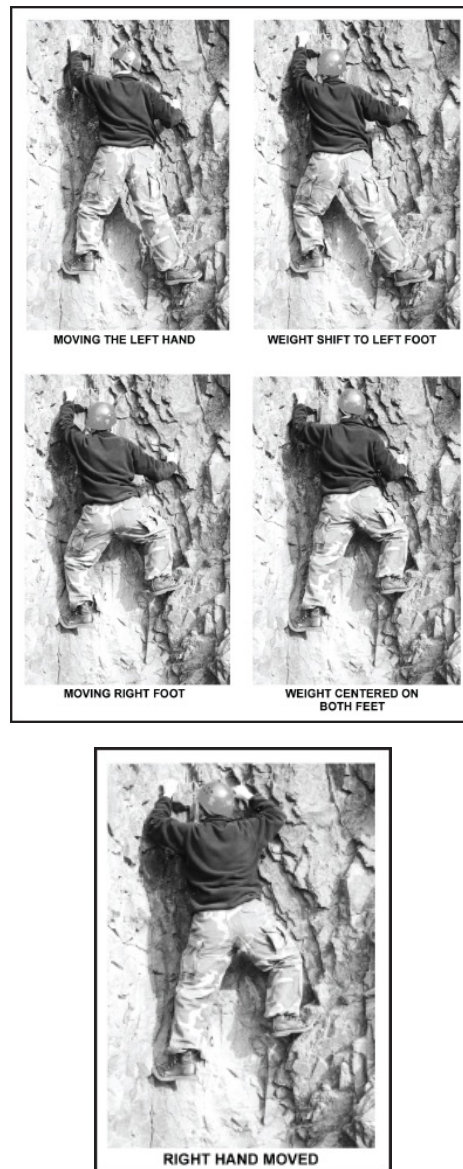 MOVING THE LEFT HAND
WEIGHT SHIFT TO LEFT FOOT
MOVING RIGHT FOOT
WEIGHT CENTERED ON
BOTH FEET
RIGHT HAND MOVED